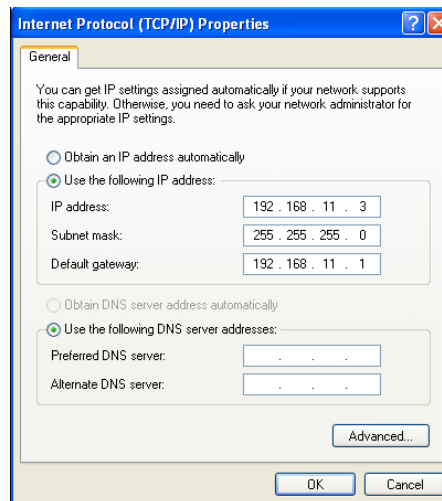 Internet Protocol (TCP/IP) Properties
General
You can get IP settings assigned automatically if your network supports
this capability. Otherwise, you need to ask your network administrator for
the appropriate IP settings.
Obtain an IP address automatically
Use the following IP address:
IP address: 192 . 168 . 11 . 3
Subnet mask: 255 . 255 . 255 . 0
Default gateway: 192 . 168 . 11 . 1
Obtain DNS server address automatically
Use the following DNS server addresses:
Preferred DNS server: . . .
Alternate DNS server: . . .
Advanced...
OK Cancel